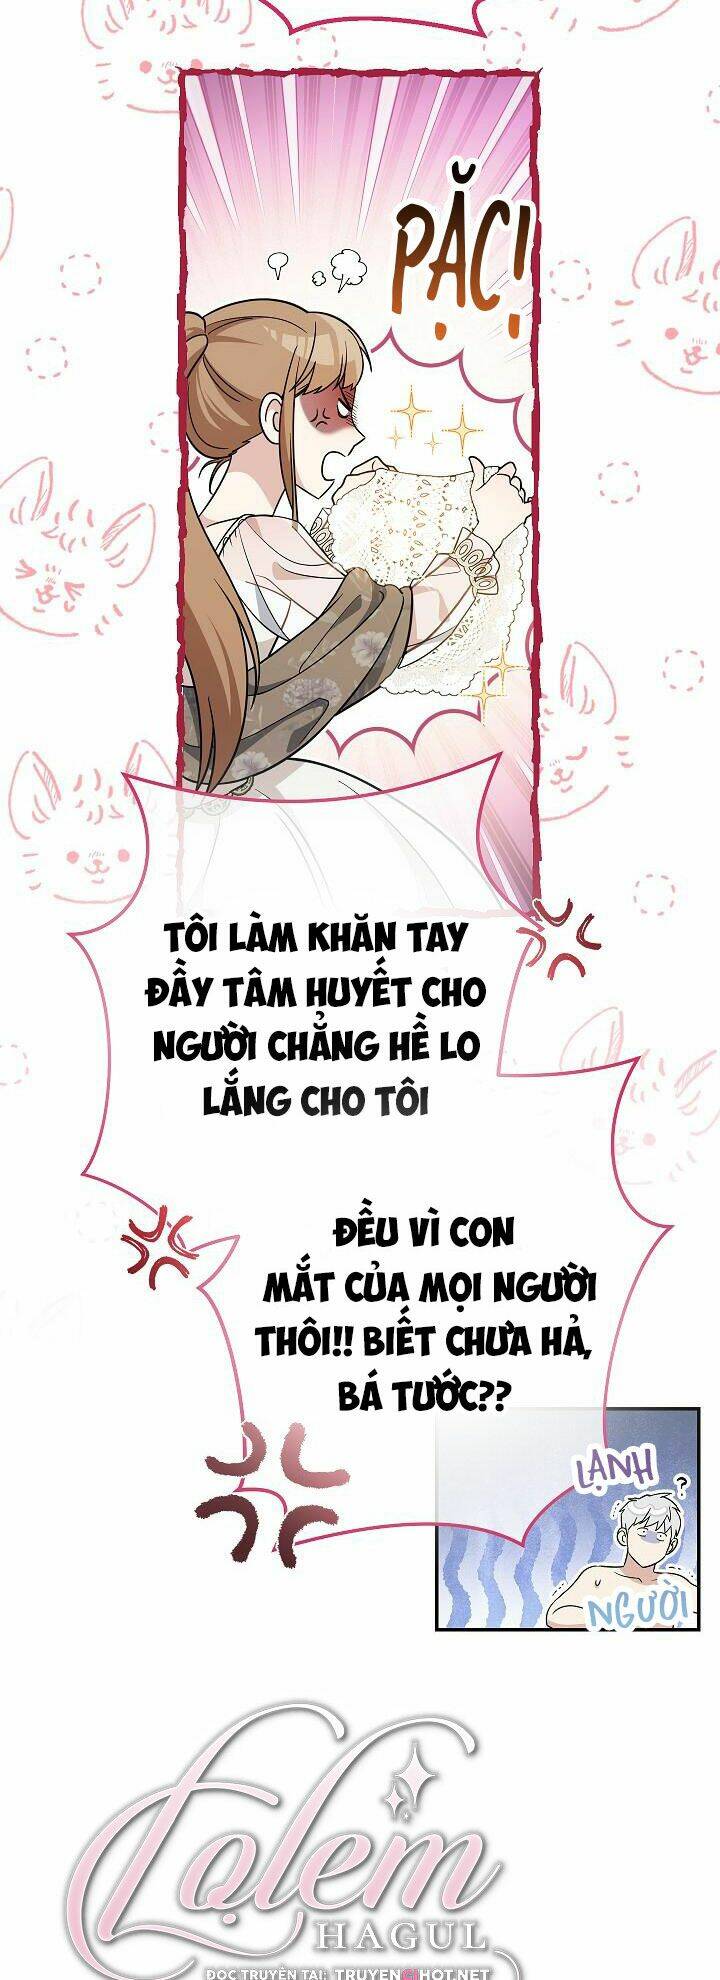 PẶC!
TÔI LÀM KHĂN TAY
ĐẦY TÂM HUYẾT CHO
NGƯỜI CHẲNG HỀ LO
LẮNG CHO TÔI
ĐỀU VÌ CON
MẮT CỦA MỌI NGƯỜI
THÔI!! BIẾT CHƯA HẢ,
BÁ TƯỚC??
LẠNH
?
NGƯỜI
Lọlem
HAGUL
ĐỌC TRUYỆN TẠI: TRUYENGIHOT.NET